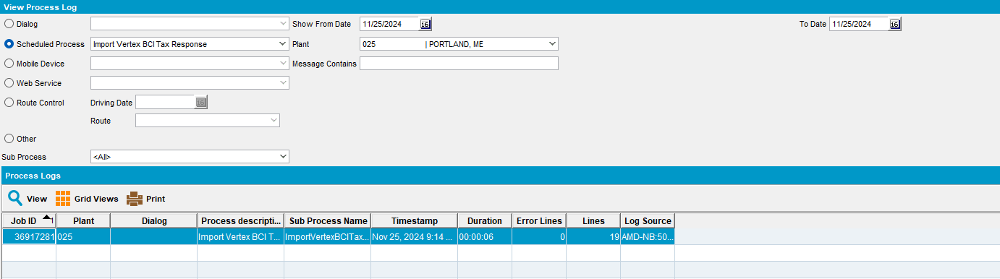 View Process Log
Dialog Show From Date 11/25/2024 16 To Date 11/25/2024 16
Scheduled Process Import Vertex BCI Tax Response Plant 025 | PORTLAND, ME
Mobile Device Message Contains
Web Service
Route Control Driving Date 16
Route
Other
Sub Process <All>
Process Logs
View Grid Views Print
Job ID 1 Plant Dialog Process descripti... Sub Process Name Timestamp Duration Error Lines Lines Log Source
36917281 025 Import Vertex BCI T... ImportVertexBCITax... Nov 25, 2024 9:14 ... 00:00:06 0 19 AMD-NB:50...